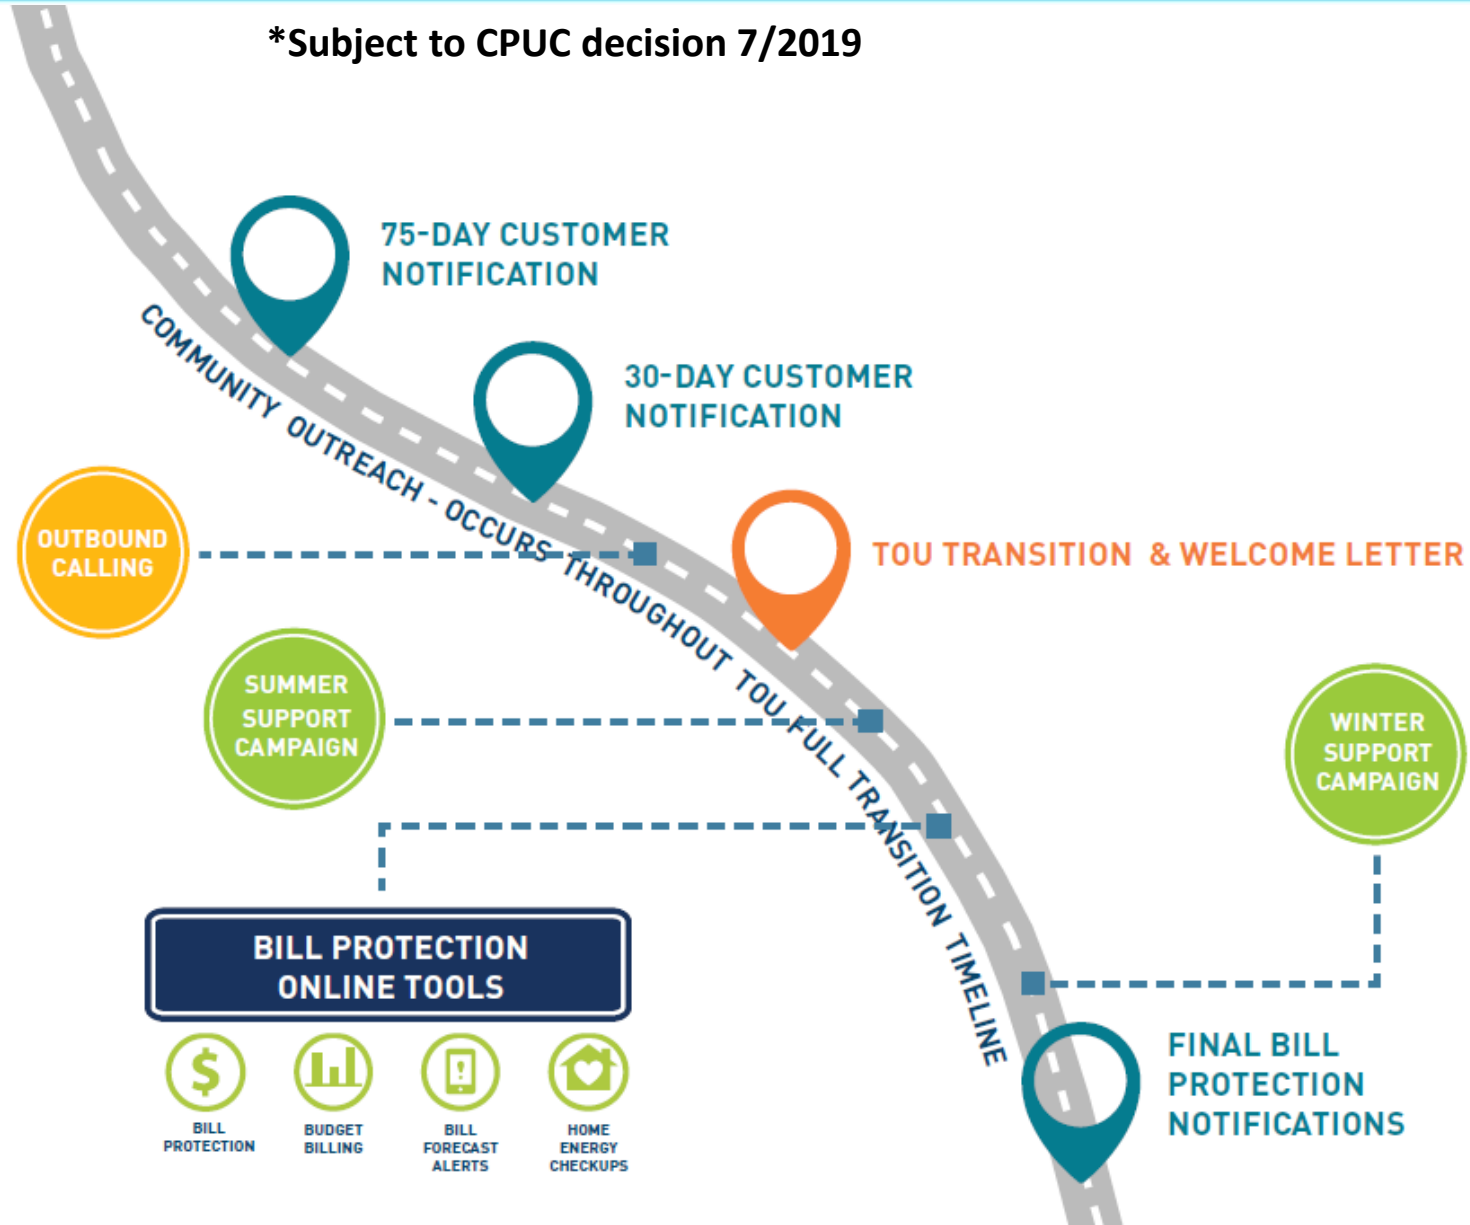 *Subject to CPUC decision 7/2019
75-DAY CUSTOMER
NOTIFICATION
30-DAY CUSTOMER
NOTIFICATION
COMMUNITY OUTREACH - OCCURS THROUGHOUT TOU FULL TRANSITION TIMELINE
OUTBOUND
CALLING
TOU TRANSITION & WELCOME LETTER
SUMMER
SUPPORT
CAMPAIGN
WINTER
SUPPORT
CAMPAIGN
BILL PROTECTION
ONLINE TOOLS
BILL
PROTECTION
BUDGET
BILLING
BILL
FORECAST
ALERTS
HOME
ENERGY
CHECKUPS
FINAL BILL
PROTECTION
NOTIFICATIONS